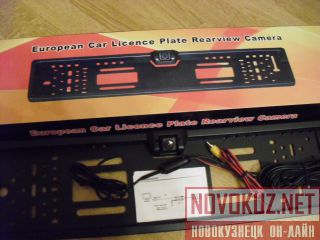 European Car Licence Plate Rearview Camera
European Car Licence Plate Rearview Camera
NOVOKUZ.NET
НОВОКУЗНЕЦК ОН-ЛАЙН